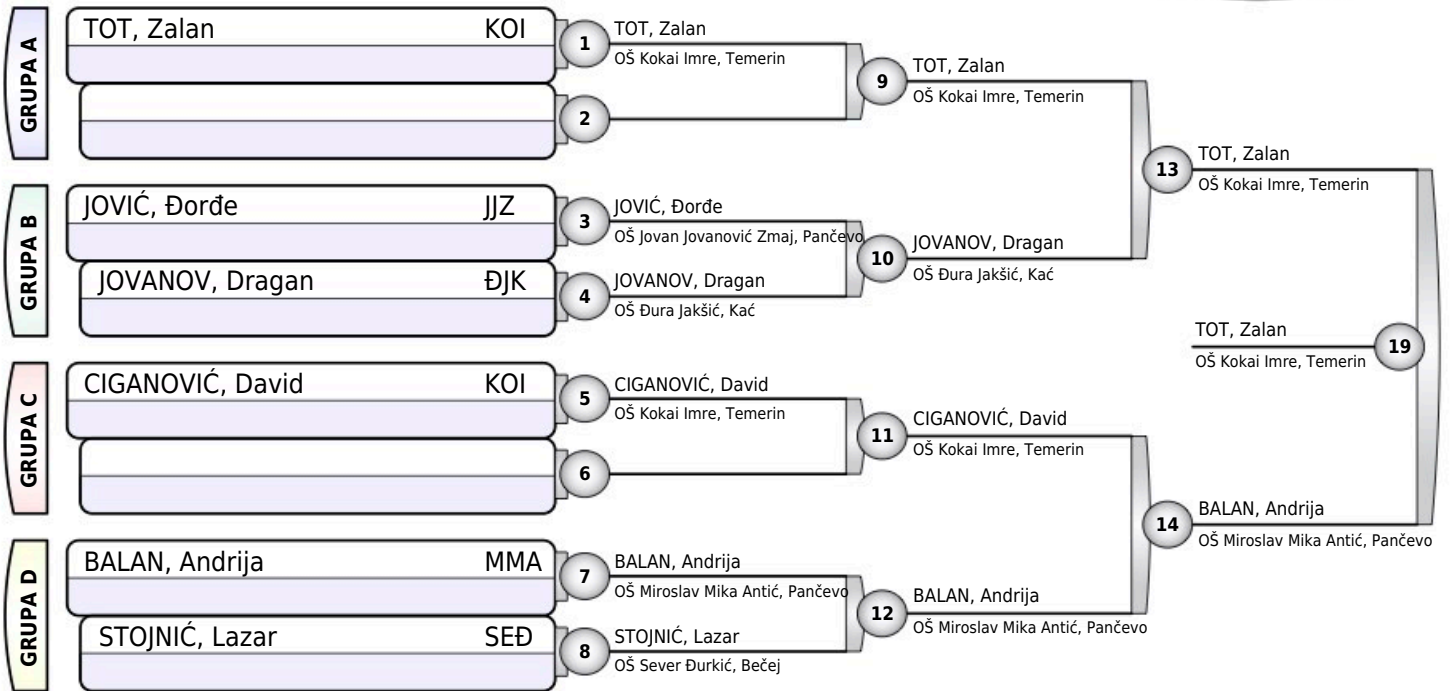 GRUPA A
TOT, Zalan KOI
1
TOT, Zalan
OŠ Kokai Imre, Temerin
2
9
TOT, Zalan
OŠ Kokai Imre, Temerin
GRUPA B
JOVIĆ, Đorđe JJZ
3
JOVIĆ, Đorđe
OŠ Jovan Jovanović Zmaj, Pančevo
JOVANOV, Dragan ĐJK
4
JOVANOV, Dragan
OŠ Đura Jakšić, Kać
10
JOVANOV, Dragan
OŠ Đura Jakšić, Kać
13
TOT, Zalan
OŠ Kokai Imre, Temerin
GRUPA C
CIGANOVIĆ, David KOI
5
CIGANOVIĆ, David
OŠ Kokai Imre, Temerin
6
11
CIGANOVIĆ, David
OŠ Kokai Imre, Temerin
GRUPA D
BALAN, Andrija MMA
7
BALAN, Andrija
OŠ Miroslav Mika Antić, Pančevo
STOJNIĆ, Lazar SEĐ
8
STOJNIĆ, Lazar
OŠ Sever Đurkić, Bečej
12
BALAN, Andrija
OŠ Miroslav Mika Antić, Pančevo
14
BALAN, Andrija
OŠ Miroslav Mika Antić, Pančevo
TOT, Zalan
OŠ Kokai Imre, Temerin
19